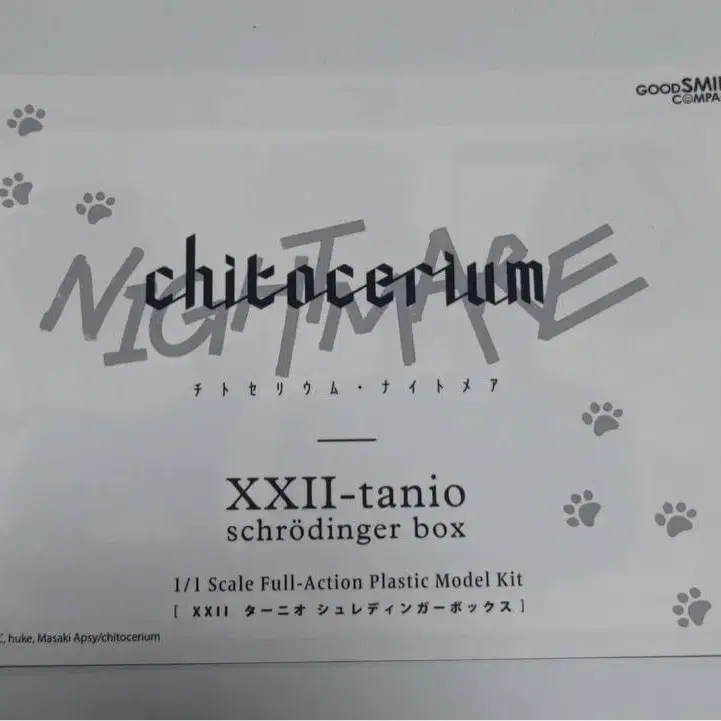 GOODSMI
COMPA
NIGHTMARE
chitocerium
チトセリウム・ナイトメア
XXII-tanio
schrödinger box
1/1 Scale Full-Action Plastic Model Kit
[ XXII ターニオ シュレディンガーボックス ]
, huke, Masaki Apsy/chitocerium